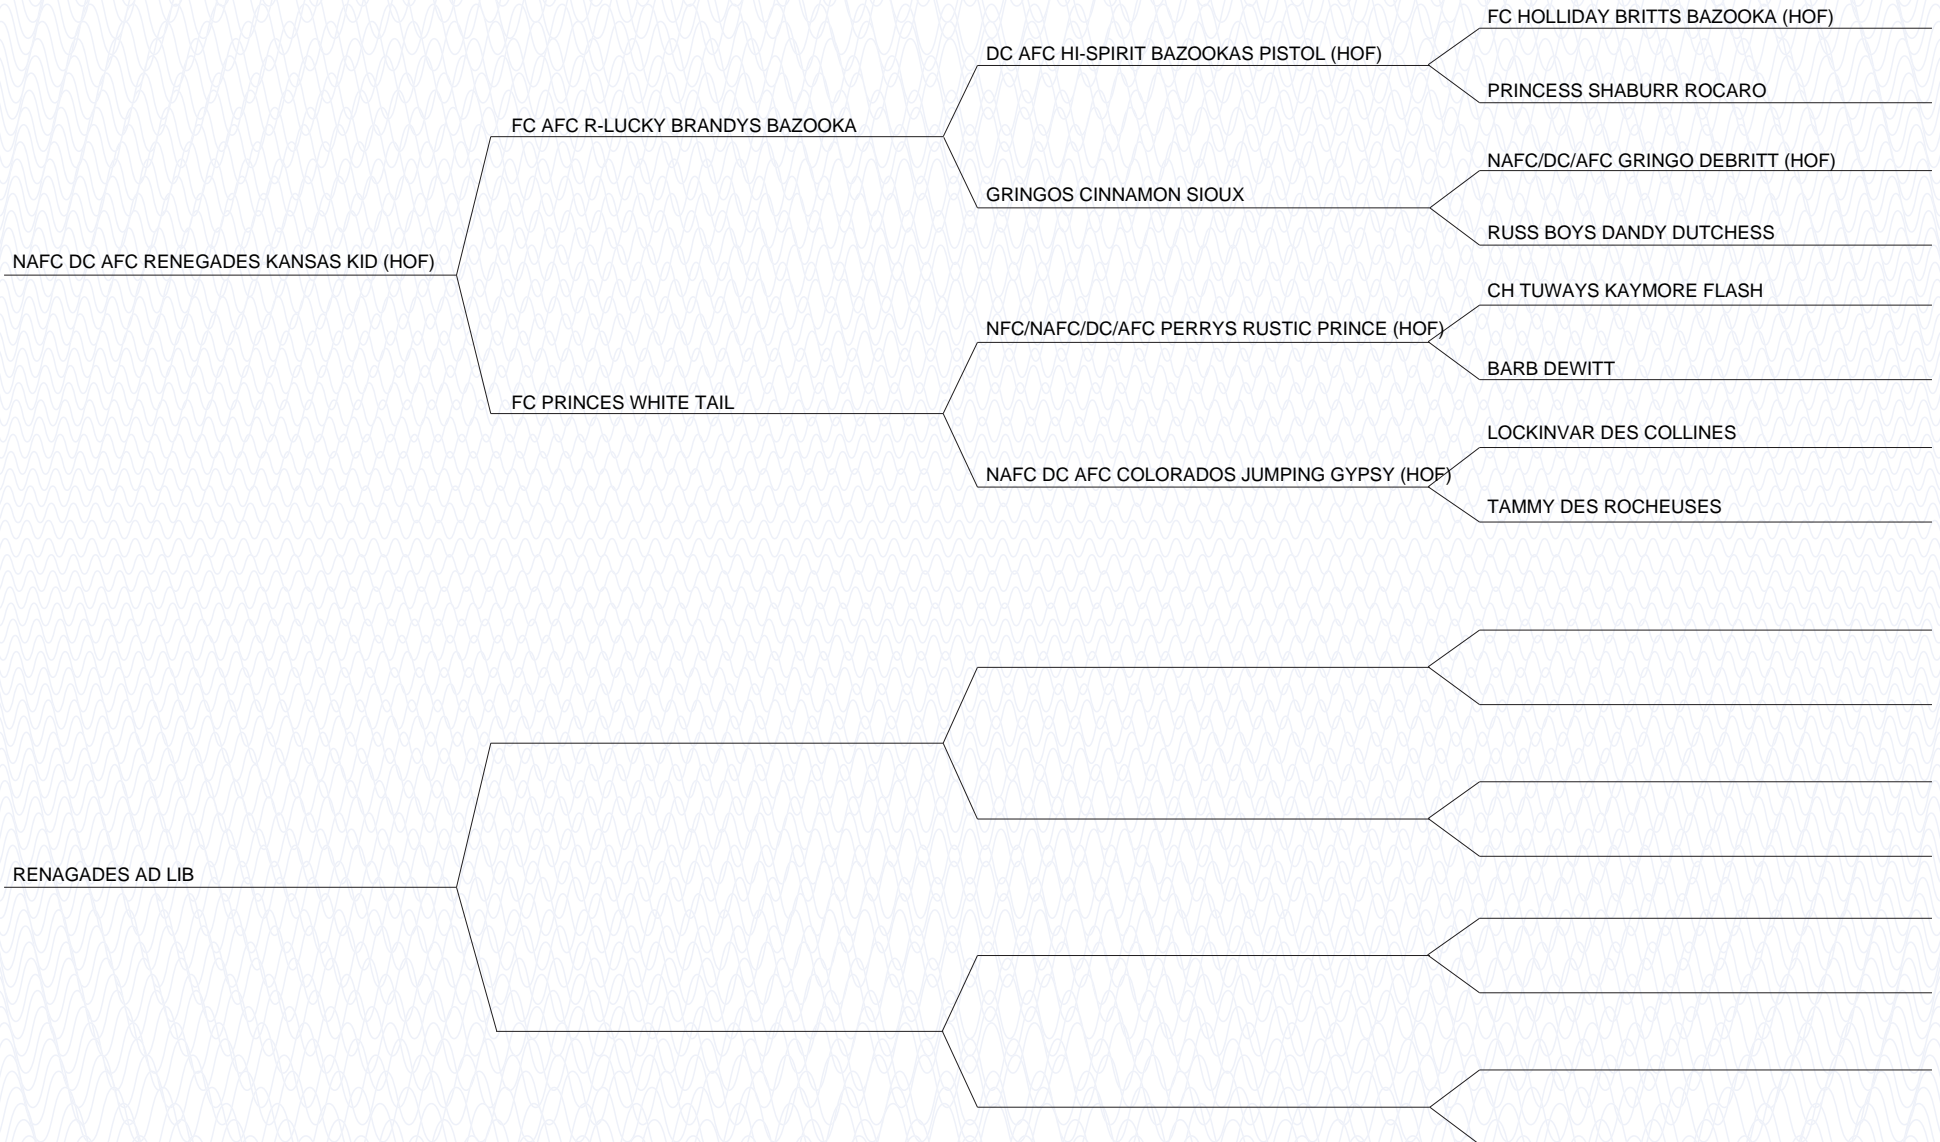 FC HOLLIDAY BRITTS BAZOOKA (HOF)
DC AFC HI-SPIRIT BAZOOKAS PISTOL (HOF)
PRINCESS SHABURR ROCARO
FC AFC R-LUCKY BRANDYS BAZOOKA
NAFC/DC/AFC GRINGO DEBRITT (HOF)
GRINGOS CINNAMON SIOUX
RUSS BOYS DANDY DUTCHESS
NAFC DC AFC RENEGADES KANSAS KID (HOF)
CH TUWAYS KAYMORE FLASH
NFC/NAFC/DC/AFC PERRYS RUSTIC PRINCE (HOF)
BARB DEWITT
FC PRINCES WHITE TAIL
LOCKINVAR DES COLLINES
NAFC DC AFC COLORADOS JUMPING GYPSY (HOF)
TAMMY DES ROCHEUSES
RENAGADES AD LIB